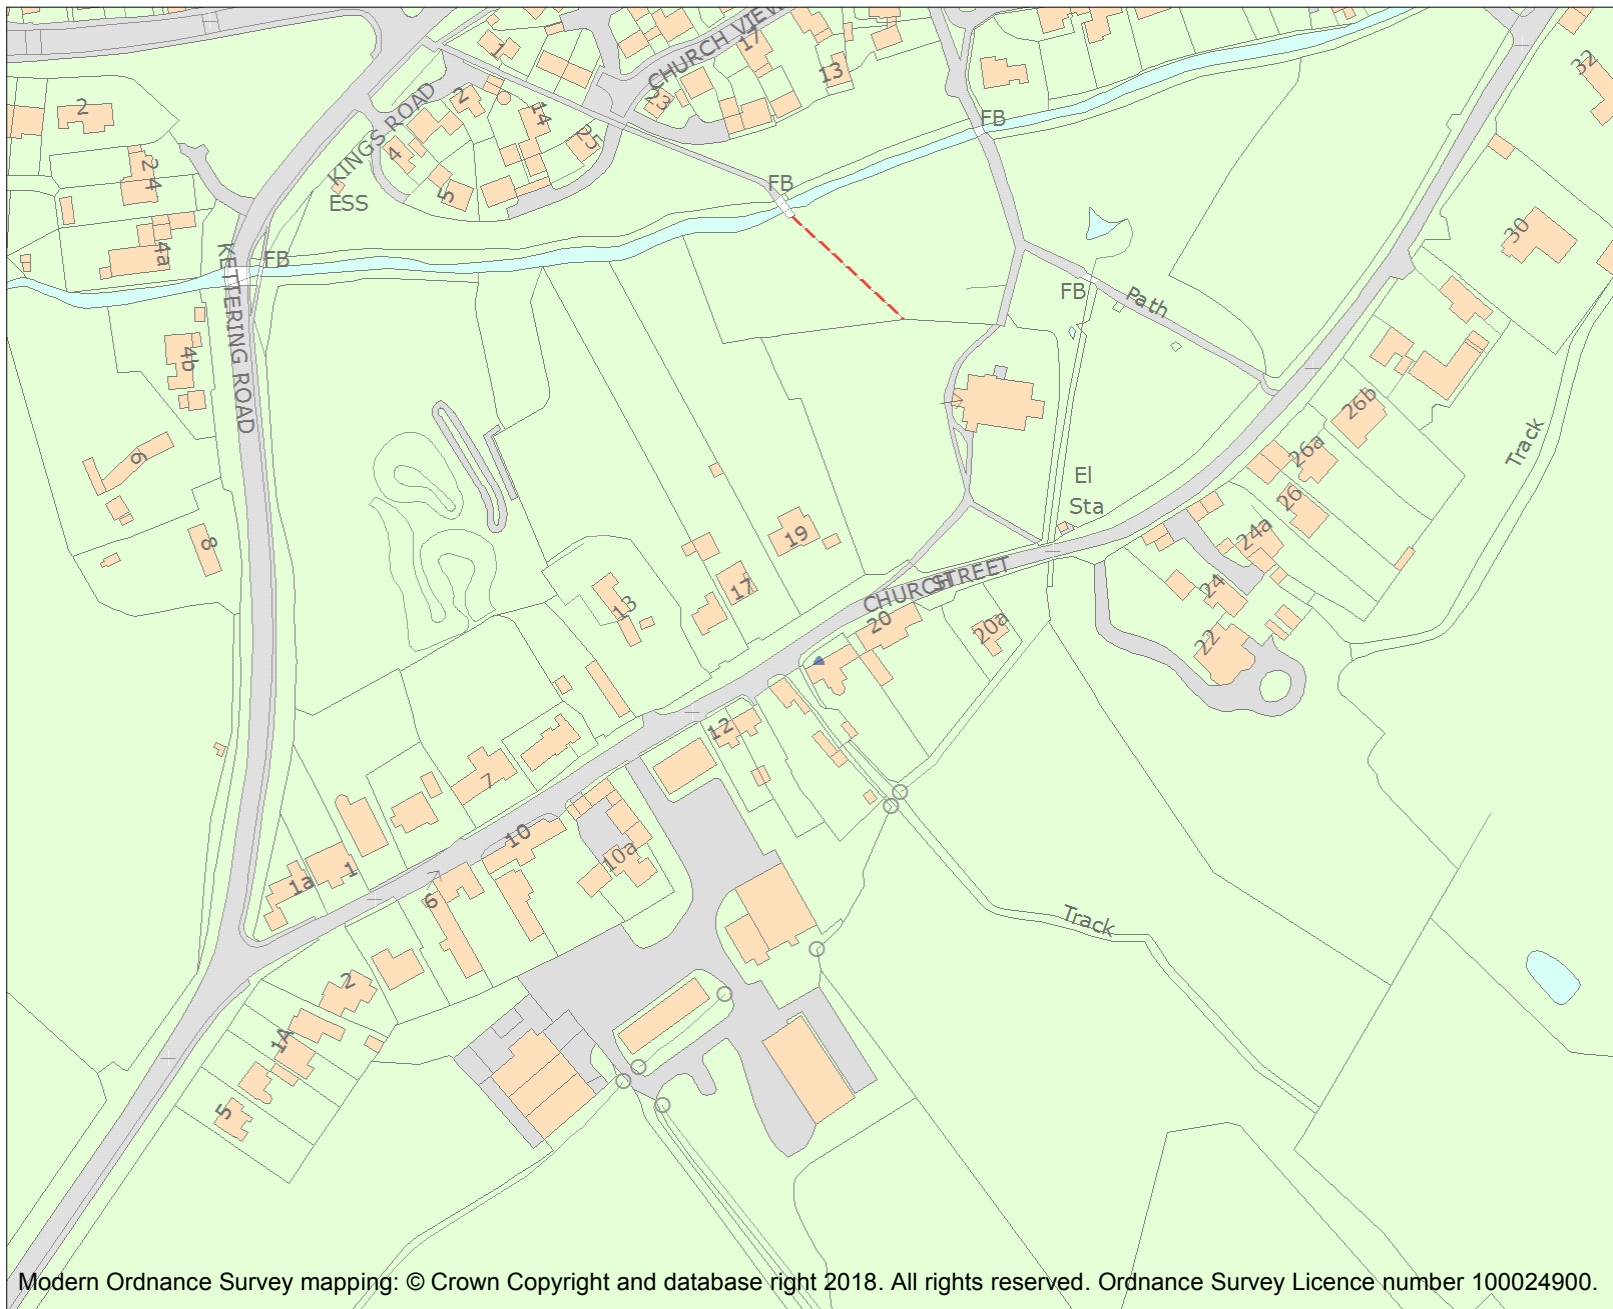 CHURCH VIEW
17
13
23
1
2
14
25
KINGS ROAD
4
5
ESS
2
24
4a
KETTERING ROAD
FB
FB
FB
32
30
FB
Path
4b
6
8
26b
26a
26
Track
El
Sta
24a
24
22
19
17
13
CHURCH STREET
20
20a
12
7
10
10a
1
1a
6
2
1A
5
Track
Modern Ordnance Survey mapping: © Crown Copyright and database right 2018. All rights reserved. Ordnance Survey Licence number 100024900.